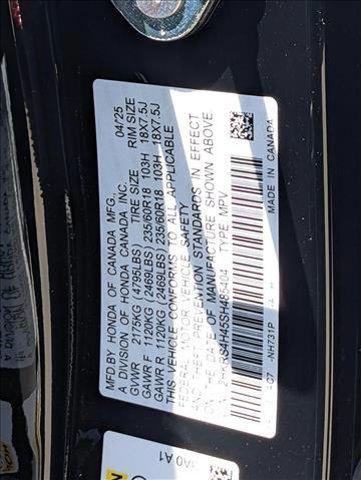 MFD.BY HONDA OF CANADA MFG.
A DIVISION OF HONDA CANADA INC. 04/25
GVWR 2175KG (4795LBS) TIRE SIZE RIM SIZE
GAWR F 1120KG (2469LBS) 235/60R18 103H 18X7.5J
GAWR R 1120KG (2469LBS) 235/60R18 103H 18X7.5J
THIS VEHICLE CONFORMS TO ALL APPLICABLE
FEDERAL MOTOR VEHICLE SAFETY
AND THEFT PREVENTION STANDARDS IN EFFECT
ON THE DATE OF MANUFACTURE SHOWN ABOVE.
TYPE MPV
NH731P
MADE IN CANADA
A0 A1